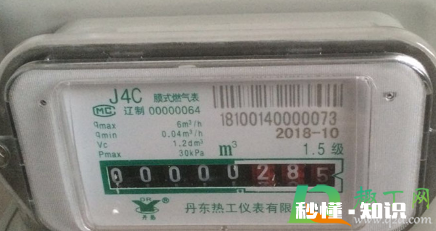 J4C 膜式燃气表
MC 辽制 00000064
qmax 6m³/h
qmin 0.04m³/h
Vc 1.2dm³
Pmax 30kPa
18100140000073
2018-10
m³
1.5 级
00000285
丹东热工仪表有限
秒懂·知识